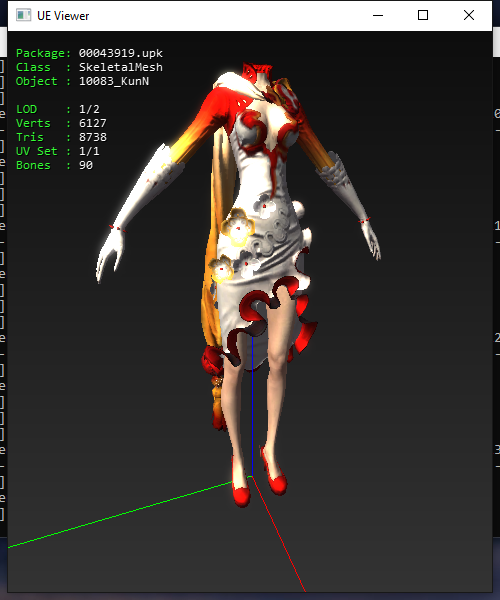 UE Viewer
Package: 00043919.upk
Class  : SkeletalMesh
Object : 10083_KunN
LOD    : 1/2
Verts  : 6127
Tris   : 8738
UV Set : 1/1
Bones  : 90